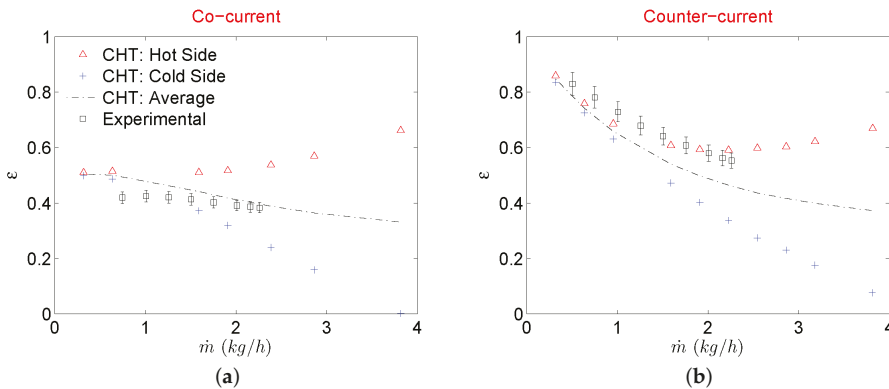 Co-current
1
0.8
0.6
0.4
0.2
0
ε
CHT: Hot Side
CHT: Cold Side
CHT: Average
Experimental
0 1 2 3 4
ṁ (kg/h)
(a)
Counter-current
1
0.8
0.6
0.4
0.2
0
ε
0 1 2 3 4
ṁ (kg/h)
(b)